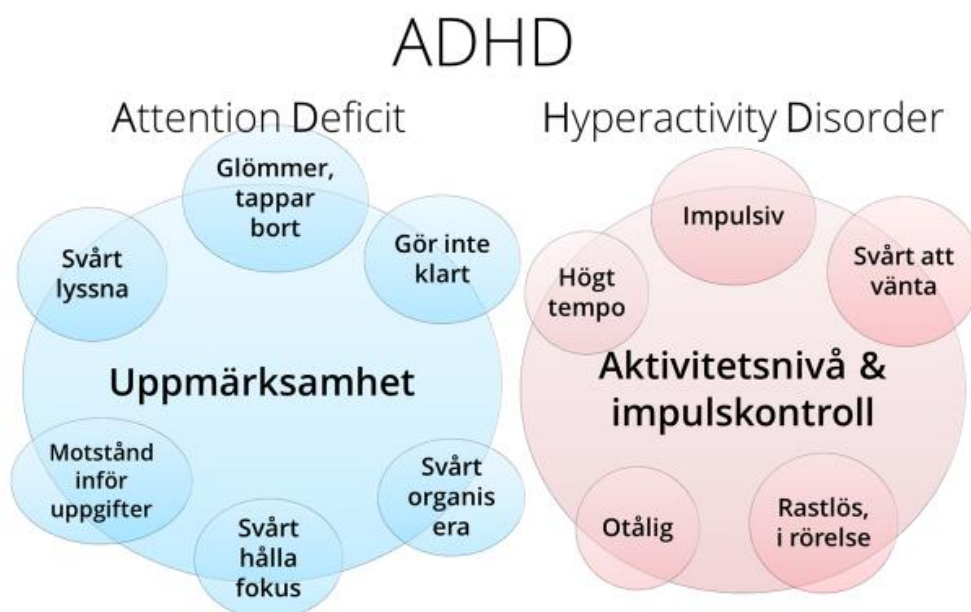 ADHD
Attention Deficit
Glömmer,
tappar
bort
Svårt
lyssna
Gör inte
klart
Uppmärksamhet
Motstånd
inför
uppgifter
Svårt
hålla
fokus
Svårt
organis
era
Hyperactivity Disorder
Impulsiv
Högt
tempo
Svårt att
vänta
Aktivitetsnivå &
impulskontroll
Otålig
Rastlös,
i rörelse